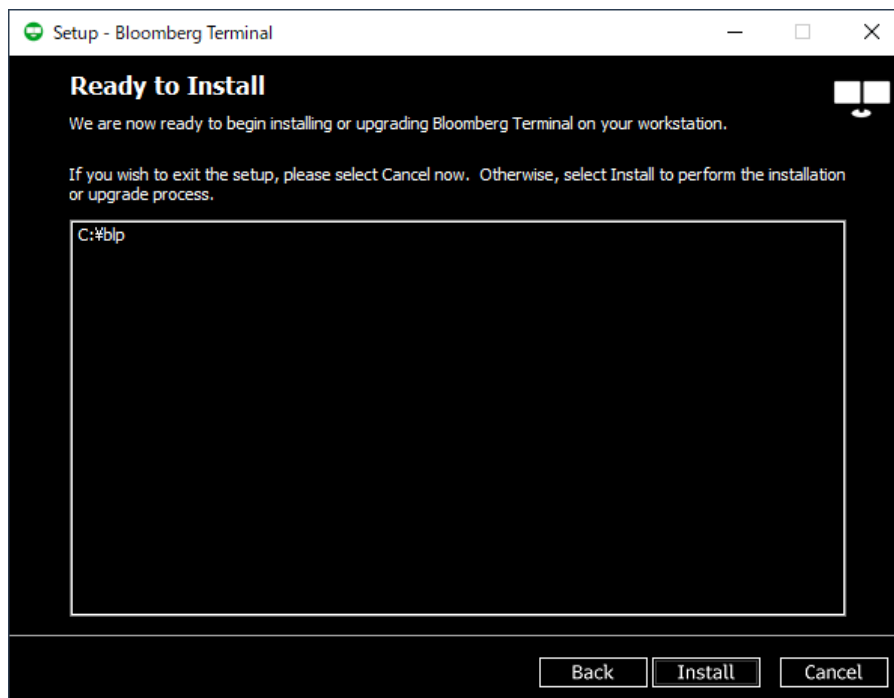 Setup - Bloomberg Terminal
Ready to Install
We are now ready to begin installing or upgrading Bloomberg Terminal on your workstation.
If you wish to exit the setup, please select Cancel now.  Otherwise, select Install to perform the installation
or upgrade process.
C:¥blp
Back
Install
Cancel